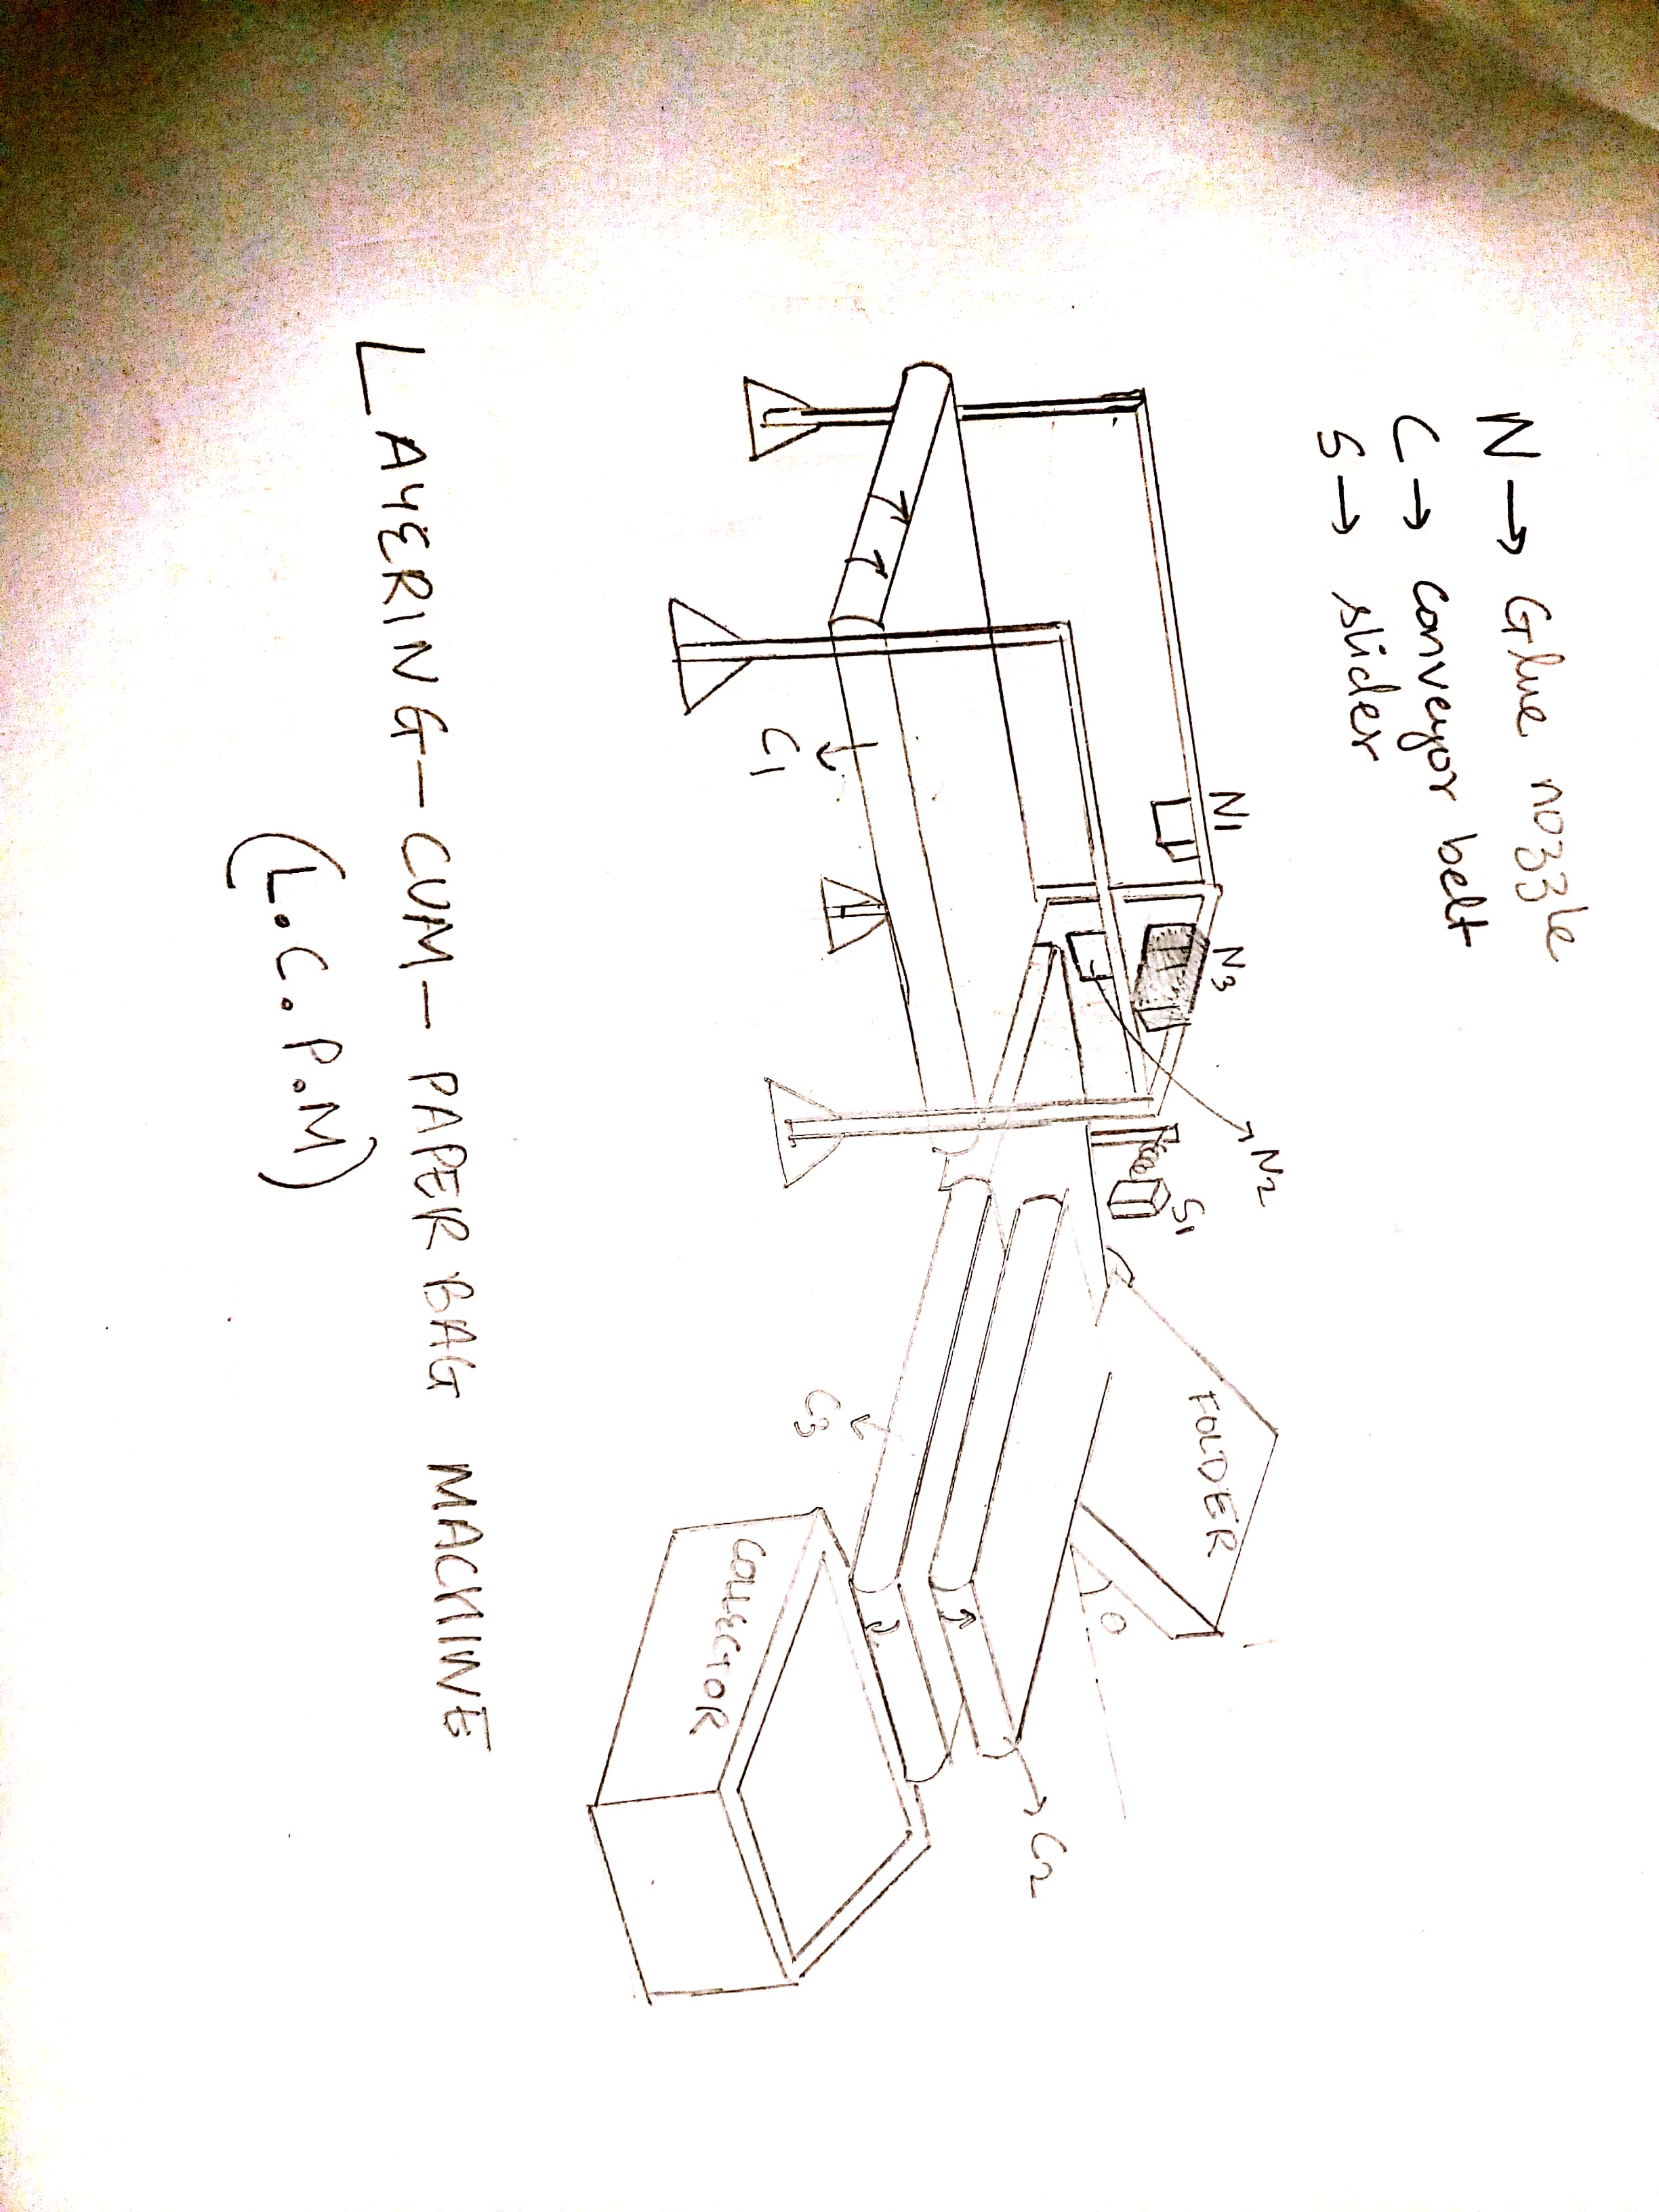 N → Glue nozzle
C → conveyor belt
S → slider
N1
N3
N2
S1
FOLDER
θ
C2
C1
C3
COLLECTOR
LAYERING-CUM-PAPER BAG MACHINE
(L.C.P.M)